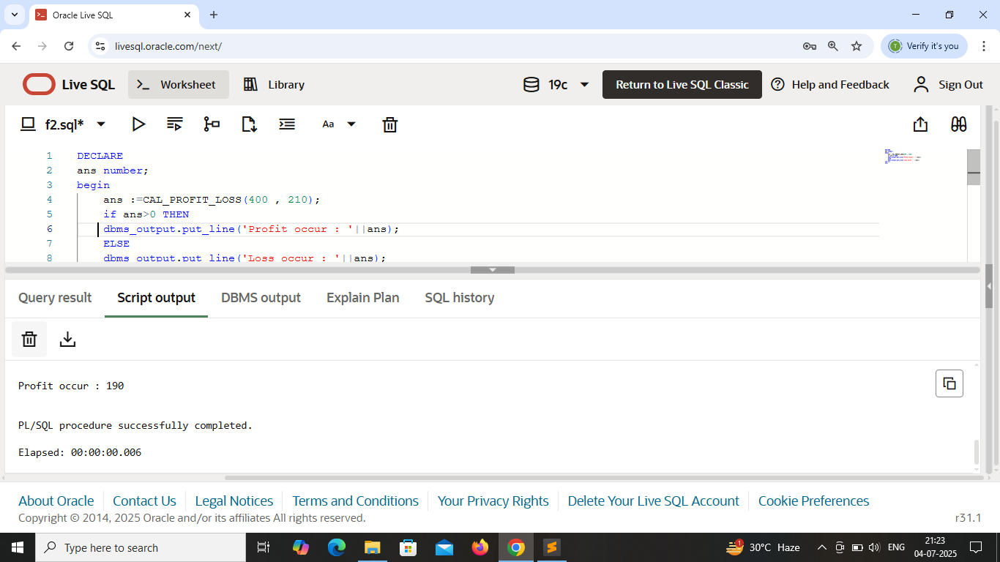 Oracle Live SQL
livesql.oracle.com/next/
T
Verify it's you
Live SQL
Worksheet
Library
19c
Return to Live SQL Classic
Help and Feedback
Sign Out
f2.sql*
Aa
1 DECLARE
2 ans number;
3 begin
4 ans :=CAL_PROFIT_LOSS(400 , 210);
5 if ans>0 THEN
6 dbms_output.put_line('Profit occur : '||ans);
7 ELSE
8 dbms_output.put_line('Loss occur : '||ans);
Query result
Script output
DBMS output
Explain Plan
SQL history
Profit occur : 190
PL/SQL procedure successfully completed.
Elapsed: 00:00:00.006
About Oracle
Contact Us
Legal Notices
Terms and Conditions
Your Privacy Rights
Delete Your Live SQL Account
Cookie Preferences
Copyright © 2014, 2025 Oracle and/or its affiliates All rights reserved.
r31.1
Type here to search
1
30°C Haze
ENG
21:23
04-07-2025